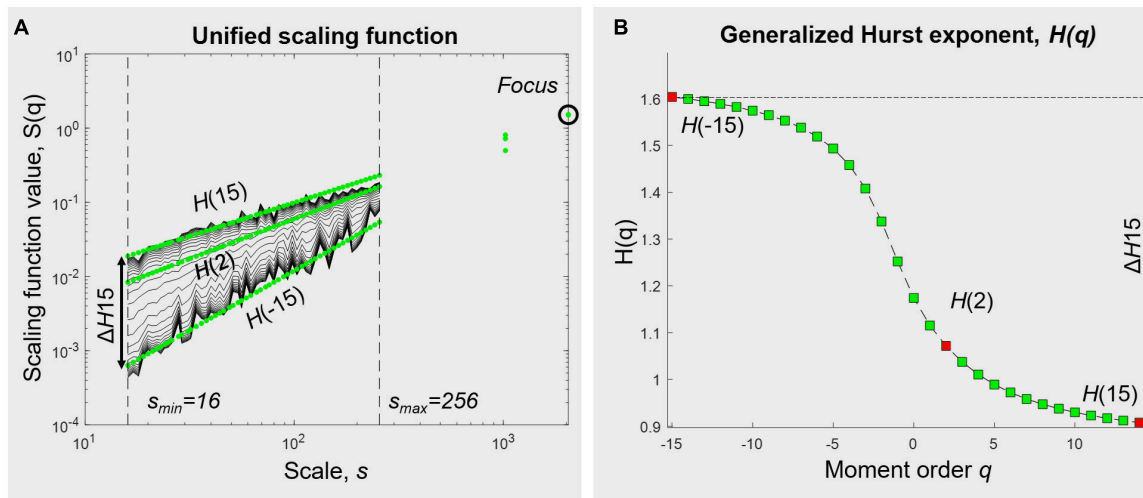 A
Unified scaling function
Scaling function value, S(q)
10^1
10^0
10^-1
10^-2
10^-3
10^-4
Focus
H(15)
H(2)
H(-15)
ΔH15
s_min=16
s_max=256
10^1
10^2
10^3
Scale, s
B
Generalized Hurst exponent, H(q)
H(q)
1.6
1.5
1.4
1.3
1.2
1.1
1
0.9
H(-15)
H(2)
H(15)
ΔH15
-15
-10
-5
0
5
10
Moment order q